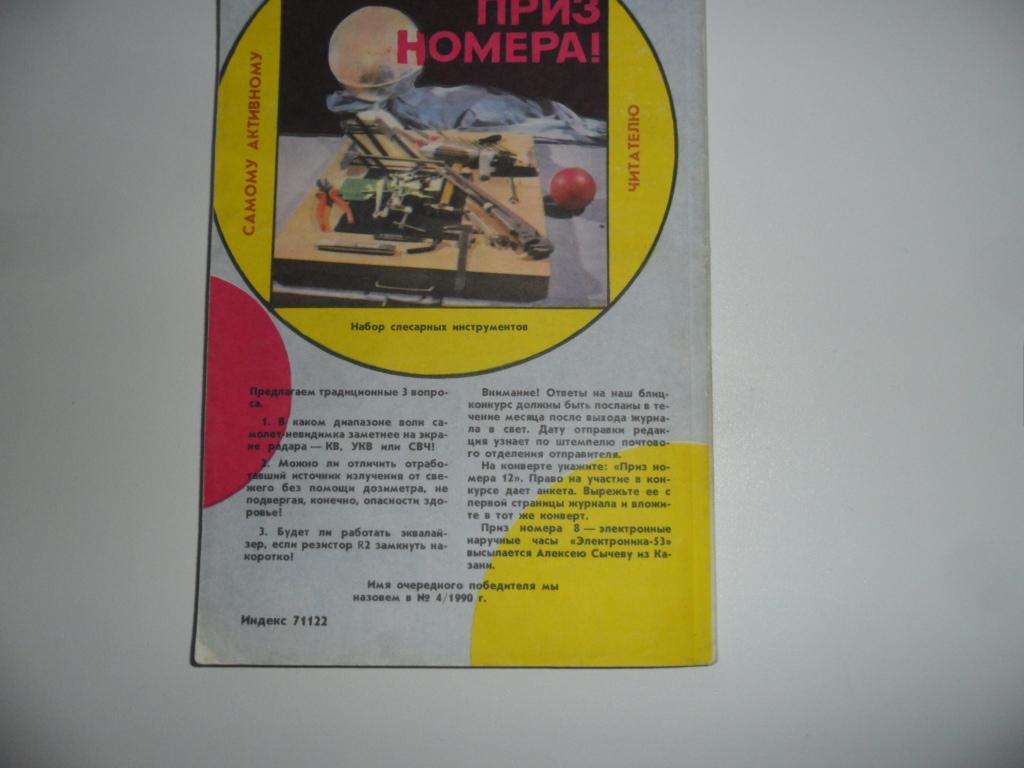 ПРИЗ
НОМЕРА!
САМОМУ АКТИВНОМУ
ЧИТАТЕЛЮ
Набор слесарных инструментов
Предлагаем традиционные 3 вопро-
са.
1. В каком диапазоне волн са-
молет-невидимка заметнее на экра-
не радара — КВ, УКВ или СВЧ!
2. Можно ли отличить отрабо-
тавший источник излучения от све-
жего без помощи дозиметра, не
подвергая, конечно, опасности здо-
ровье!
3. Будет ли работать эквалай-
зер, если резистор R2 замкнуть на-
коротко!
Внимание! Ответы на наш блиц-
конкурс должны быть посланы в те-
чение месяца после выхода журна-
ла в свет. Дату отправки редак-
ция узнает по штемпелю почтово-
го отделения отправителя.
На конверте укажите: «Приз но-
мера 12». Право на участие в кон-
курсе дает анкета. Вырежьте ее с
первой страницы журнала и вложи-
те в тот же конверт.
Приз номера 8 — электронные
наручные часы «Электроника-53»
высылается Алексею Сычеву из Ка-
зани.
Имя очередного победителя мы
назовем в № 4/1990 г.
Индекс 71122